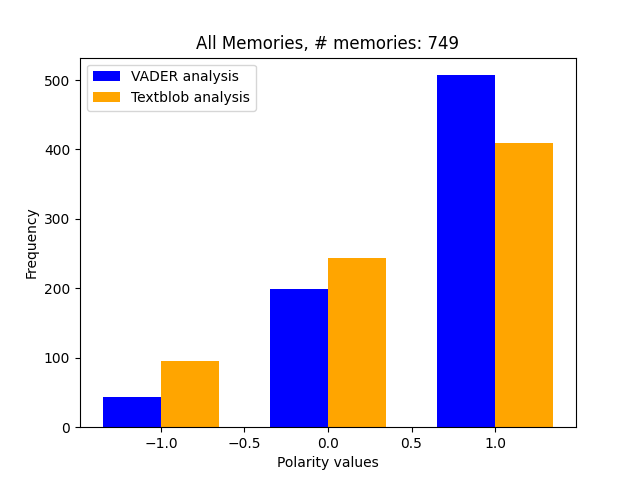 All Memories, # memories: 749
VADER analysis
Textblob analysis
500
400
300
200
100
0
Frequency
−1.0 −0.5 0.0 0.5 1.0
Polarity values